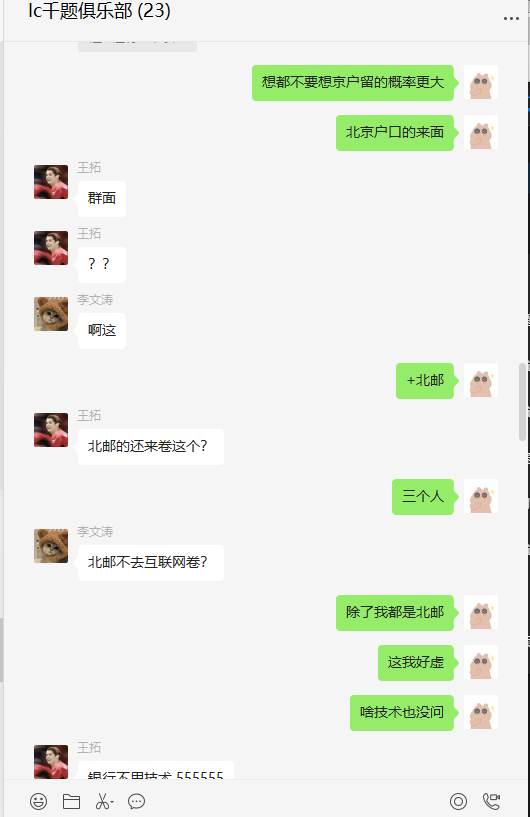 lc千题俱乐部 (23)
想都不要想京户留的概率更大
北京户口的来面
王拓
群面
王拓
？？
李文涛
啊这
+北邮
王拓
北邮的还来卷这个?
三个人
李文涛
北邮不去互联网卷?
除了我都是北邮
这我好虚
啥技术也没问
王拓
银行不用技术 555555